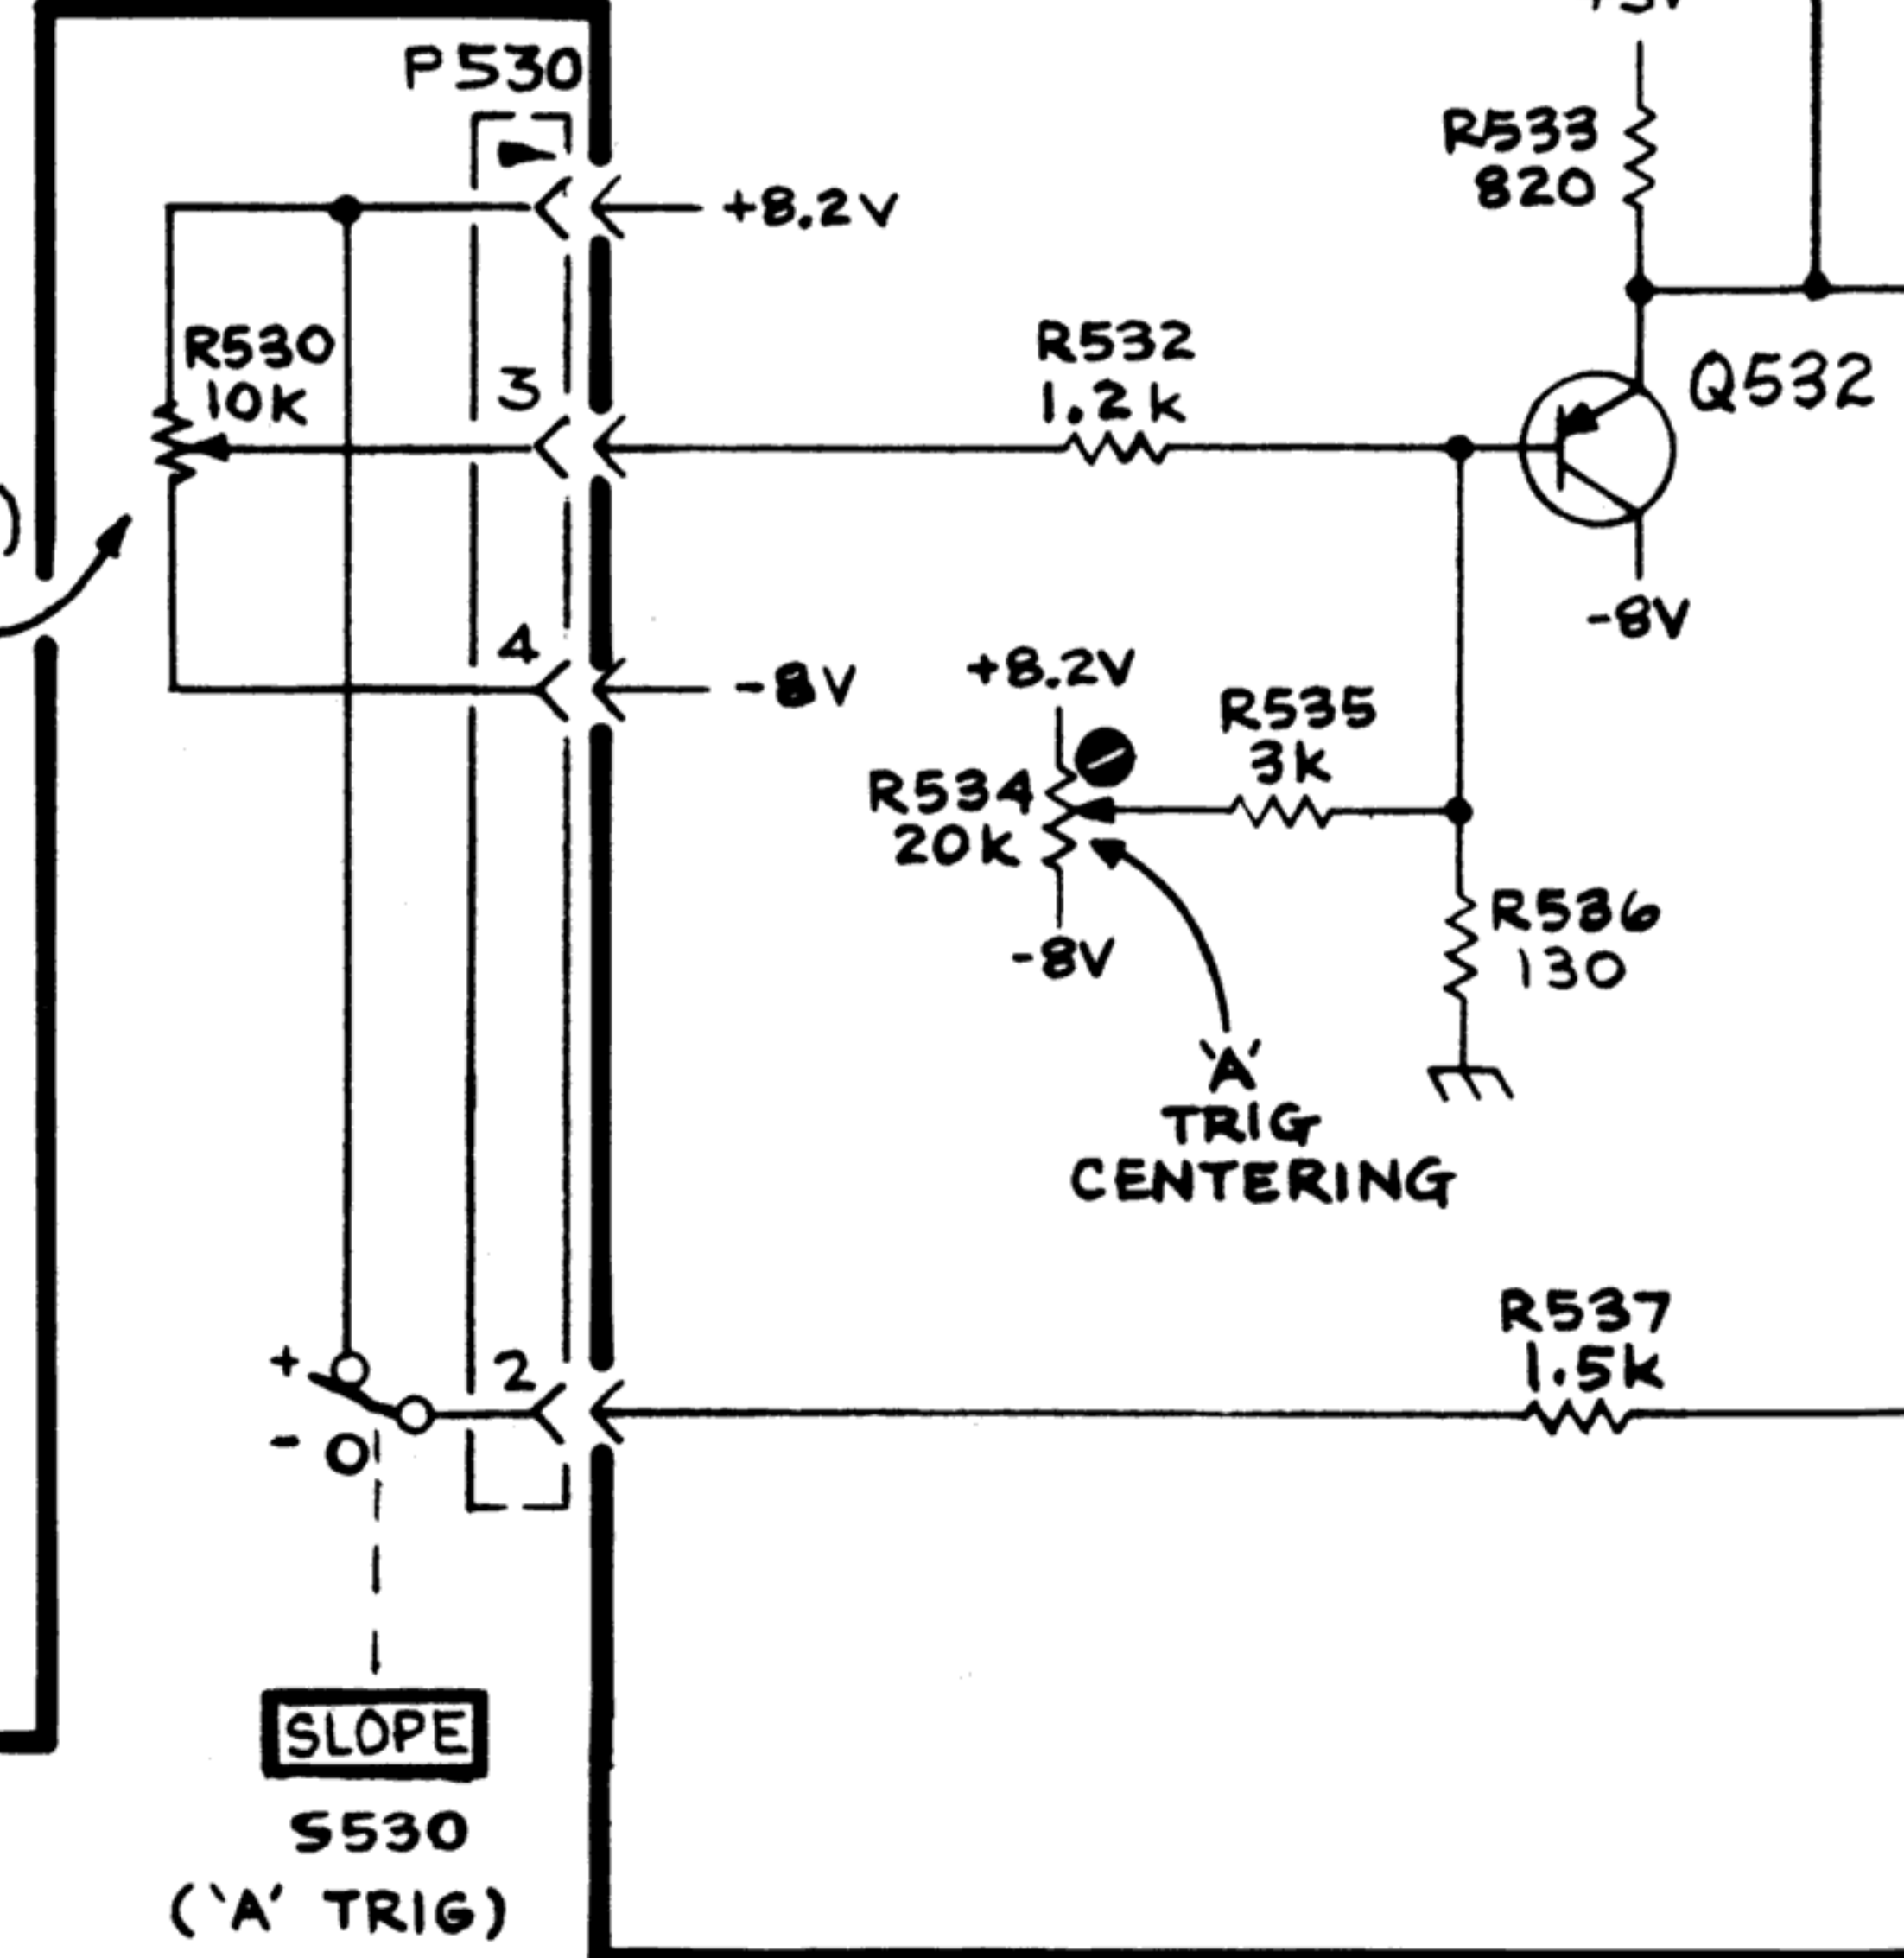 P530
R533
820
+8.2V
R530
10K
3
R532
1.2K
Q532
4
-8V
-8V
+8.2V
R535
3K
R534
20K
-8V
R536
130
'A'
TRIG
CENTERING
R537
1.5K
+
2
-
SLOPE
S530
('A' TRIG)